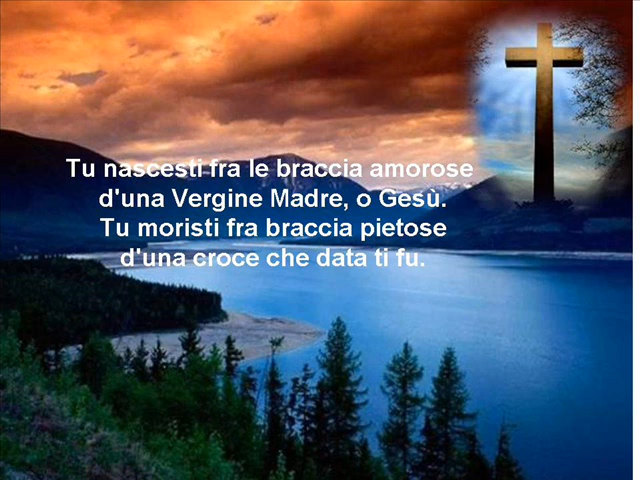 Tu nascesti fra le braccia amorose
d'una Vergine Madre, o Gesù.
Tu moristi fra braccia pietose
d'una croce che data ti fu.